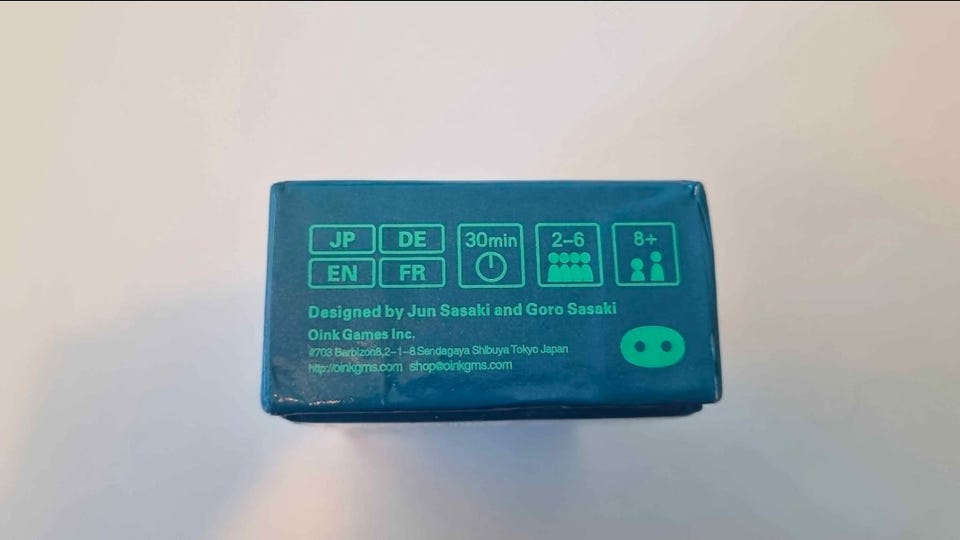 JP DE 30min 2–6 8+
EN FR
Designed by Jun Sasaki and Goro Sasaki
Oink Games Inc.
#703 Barbizon8,2–1–8 Sendagaya Shibuya Tokyo Japan
http://oinkgms.com shop@oinkgms.com